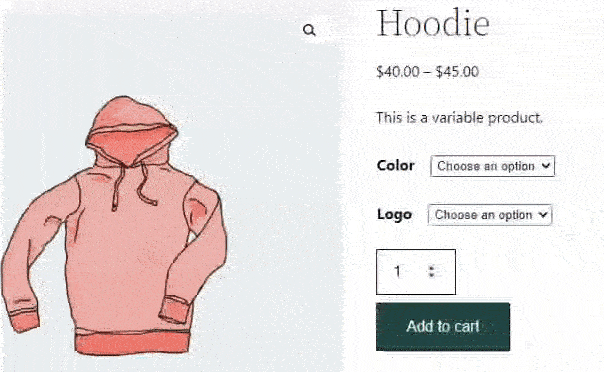 Hoodie
$40.00 – $45.00
This is a variable product.
Color Choose an option
Logo Choose an option
1
Add to cart